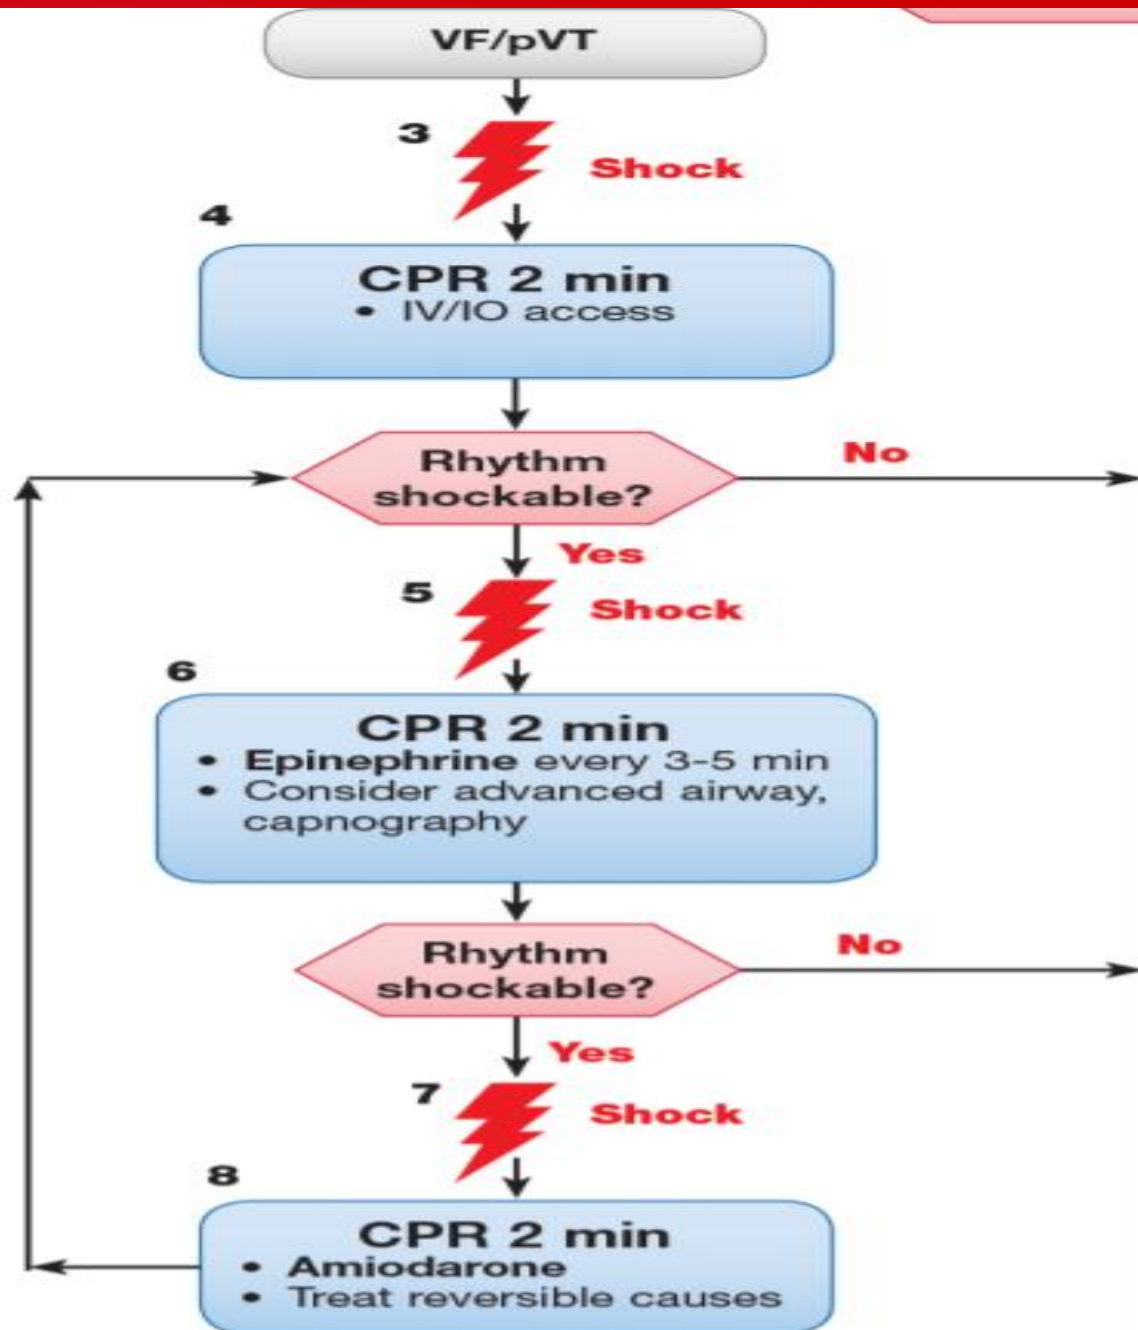 VF/pVT
3
Shock
4
CPR 2 min
• IV/IO access
Rhythm
shockable?
No
Yes
5
Shock
6
CPR 2 min
• Epinephrine every 3-5 min
• Consider advanced airway,
capnography
Rhythm
shockable?
No
Yes
7
Shock
8
CPR 2 min
• Amiodarone
• Treat reversible causes